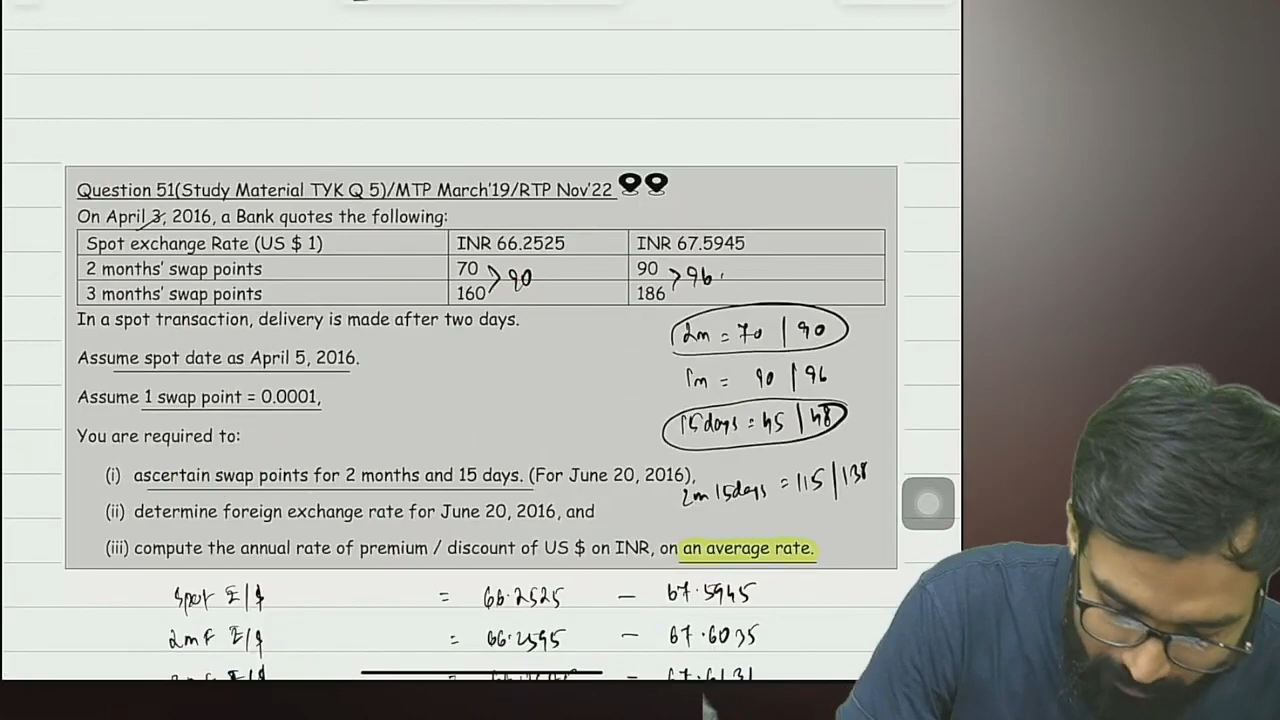 Question 51(Study Material TYK Q 5)/MTP March'19/RTP Nov'22
On April 3, 2016, a Bank quotes the following:
Spot exchange Rate (US $ 1) INR 66.2525 INR 67.5945
2 months' swap points 70 90
>90 >96
3 months' swap points 160 186
In a spot transaction, delivery is made after two days.
2m = 70 | 90
Assume spot date as April 5, 2016.
1m = 90 | 96
Assume 1 swap point = 0.0001,
15days = 45 | 48
You are required to:
(i) ascertain swap points for 2 months and 15 days. (For June 20, 2016),
2m 15days = 115 | 138
(ii) determine foreign exchange rate for June 20, 2016, and
(iii) compute the annual rate of premium / discount of US $ on INR, on an average rate.
Spot ₹/$ = 66.2525 – 67.5945
2mF ₹/$ = 66.2595 – 67.6035
– 67.6131